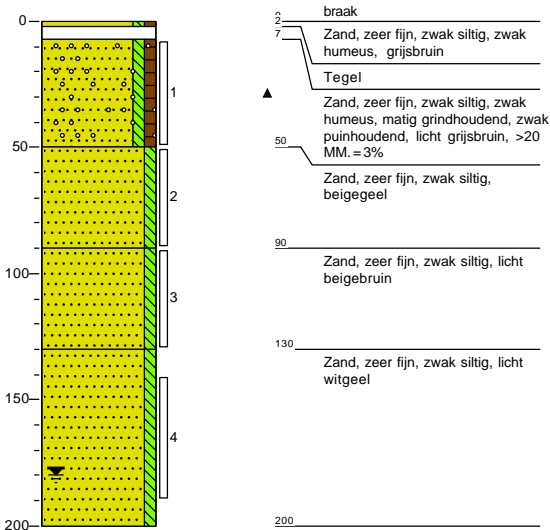 0
50
100
150
200
1
2
3
4
0
braak
2
Zand, zeer fijn, zwak siltig, zwak
humeus, grijsbruin
7
Tegel
Zand, zeer fijn, zwak siltig, zwak
humeus, matig grindhoudend, zwak
puinhoudend, licht grijsbruin, >20
MM.=3%
50
Zand, zeer fijn, zwak siltig,
beigegeel
90
Zand, zeer fijn, zwak siltig, licht
beigebruin
130
Zand, zeer fijn, zwak siltig, licht
witgeel
200